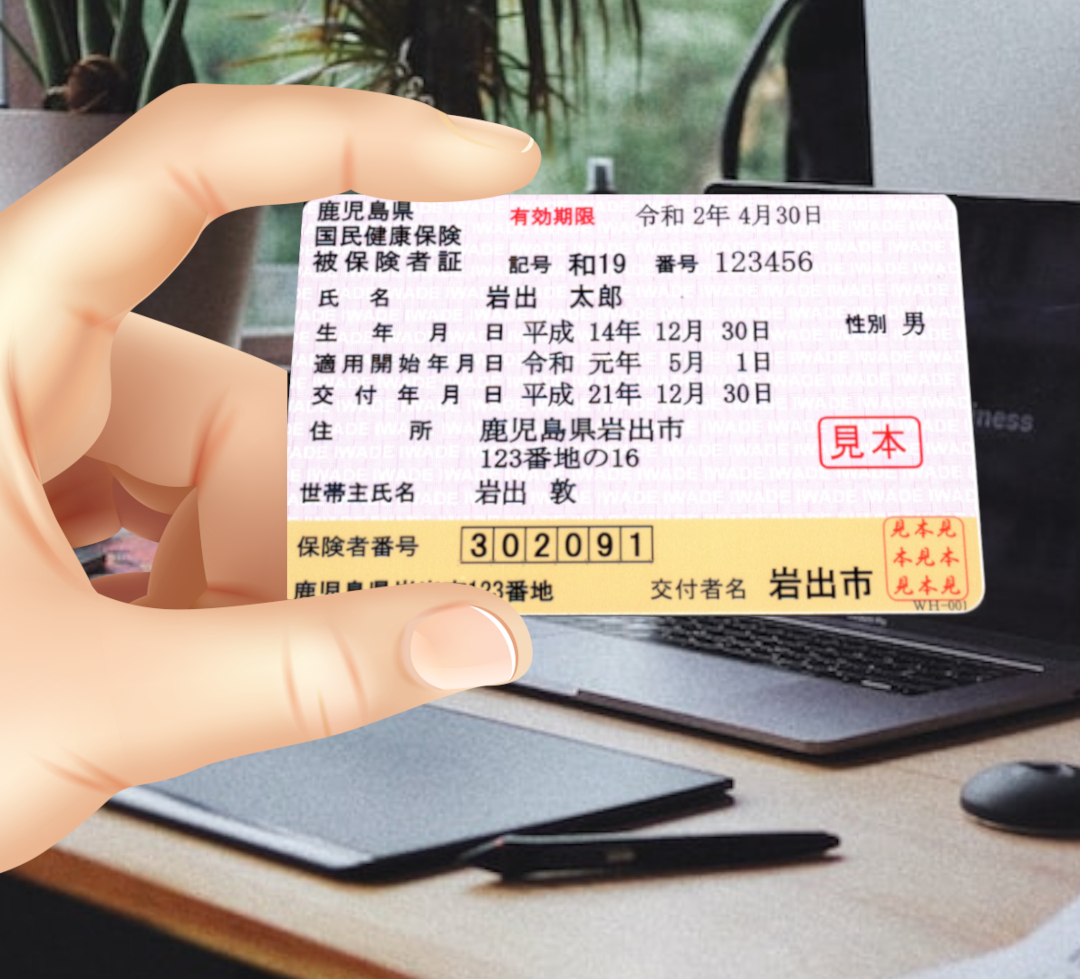 鹿児島県
国民健康保険
被保険者証
有効期限 令和 2年 4月30日
記号 和19 番号 123456
氏名 岩出 太郎
生年月日 平成 14年 12月 30日
性別 男
適用開始年月日 令和 元年 5月 1日
交付年月日 平成 21年 12月 30日
住所 鹿児島県岩出市
123番地の16
見本
世帯主氏名 岩出 敦
保険者番号 302091
鹿児島県 123番地
交付者名 岩出市
見本見
本見本
見本見
WH-001